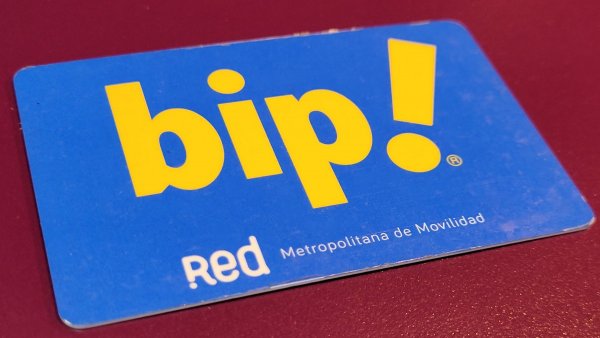 bip!®
Red Metropolitana de Movilidad